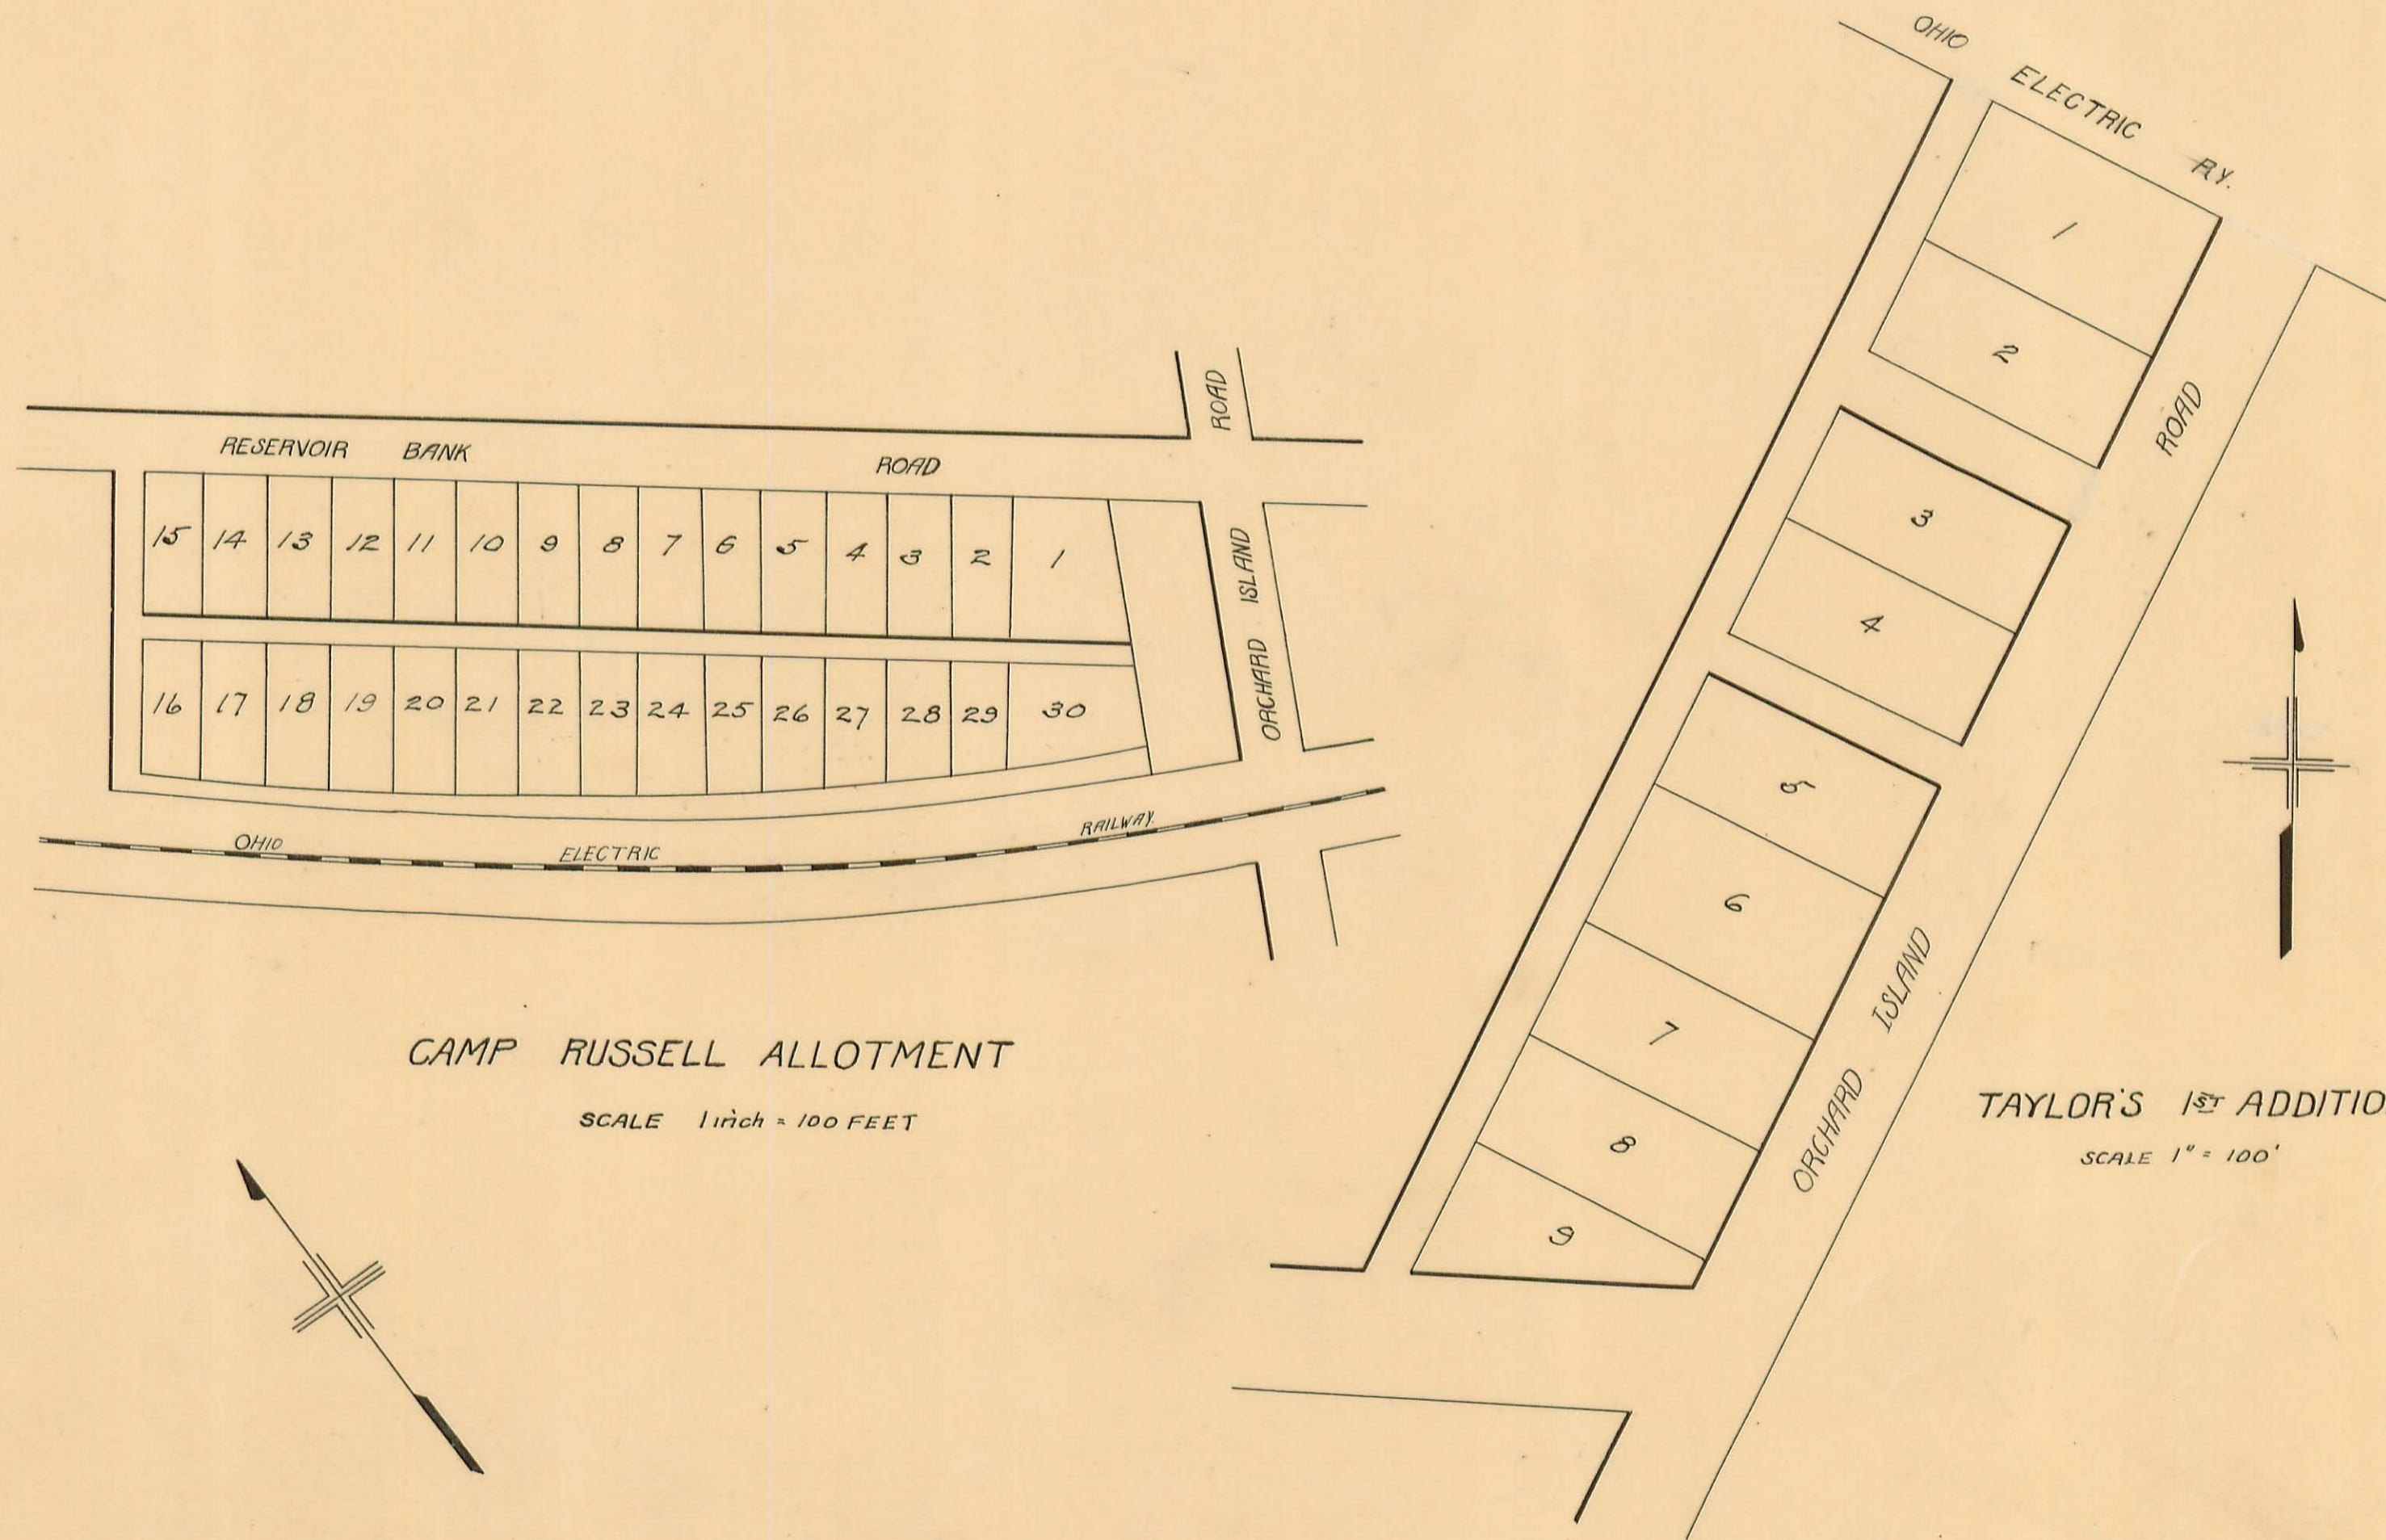 RESERVOIR BANK ROAD
15 14 13 12 11 10 9 8 7 6 5 4 3 2 1
16 17 18 19 20 21 22 23 24 25 26 27 28 29 30
OHIO ELECTRIC RAILWAY.
ORCHARD ISLAND ROAD
CAMP RUSSELL ALLOTMENT
SCALE 1 inch = 100 FEET
OHIO ELECTRIC RY.
1
2
3
4
5
6
7
8
9
ORCHARD ISLAND ROAD
TAYLOR'S 1ST ADDITIO
SCALE 1" = 100'